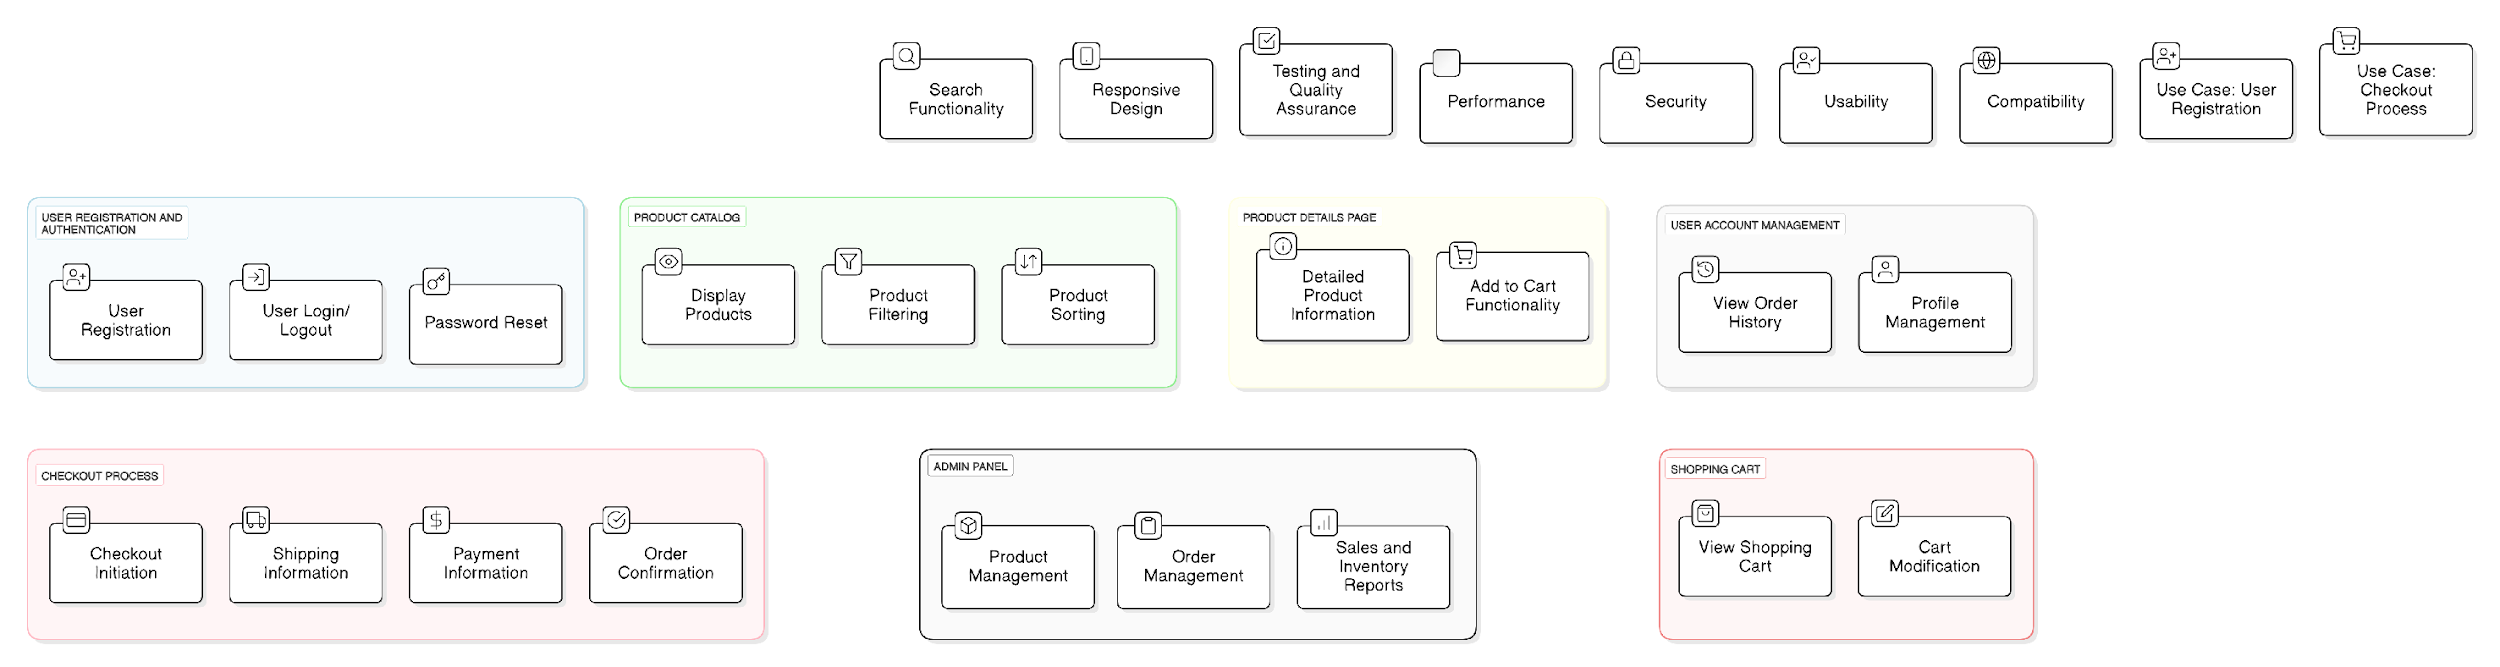 Search
Functionality
Responsive
Design
Testing and
Quality
Assurance
Performance
Security
Usability
Compatibility
Use Case: User
Registration
Use Case:
Checkout
Process
USER REGISTRATION AND
AUTHENTICATION
User
Registration
User Login/
Logout
Password Reset
PRODUCT CATALOG
Display
Products
Product
Filtering
Product
Sorting
PRODUCT DETAILS PAGE
Detailed
Product
Information
Add to Cart
Functionality
USER ACCOUNT MANAGEMENT
View Order
History
Profile
Management
CHECKOUT PROCESS
Checkout
Initiation
Shipping
Information
Payment
Information
Order
Confirmation
ADMIN PANEL
Product
Management
Order
Management
Sales and
Inventory
Reports
SHOPPING CART
View Shopping
Cart
Cart
Modification